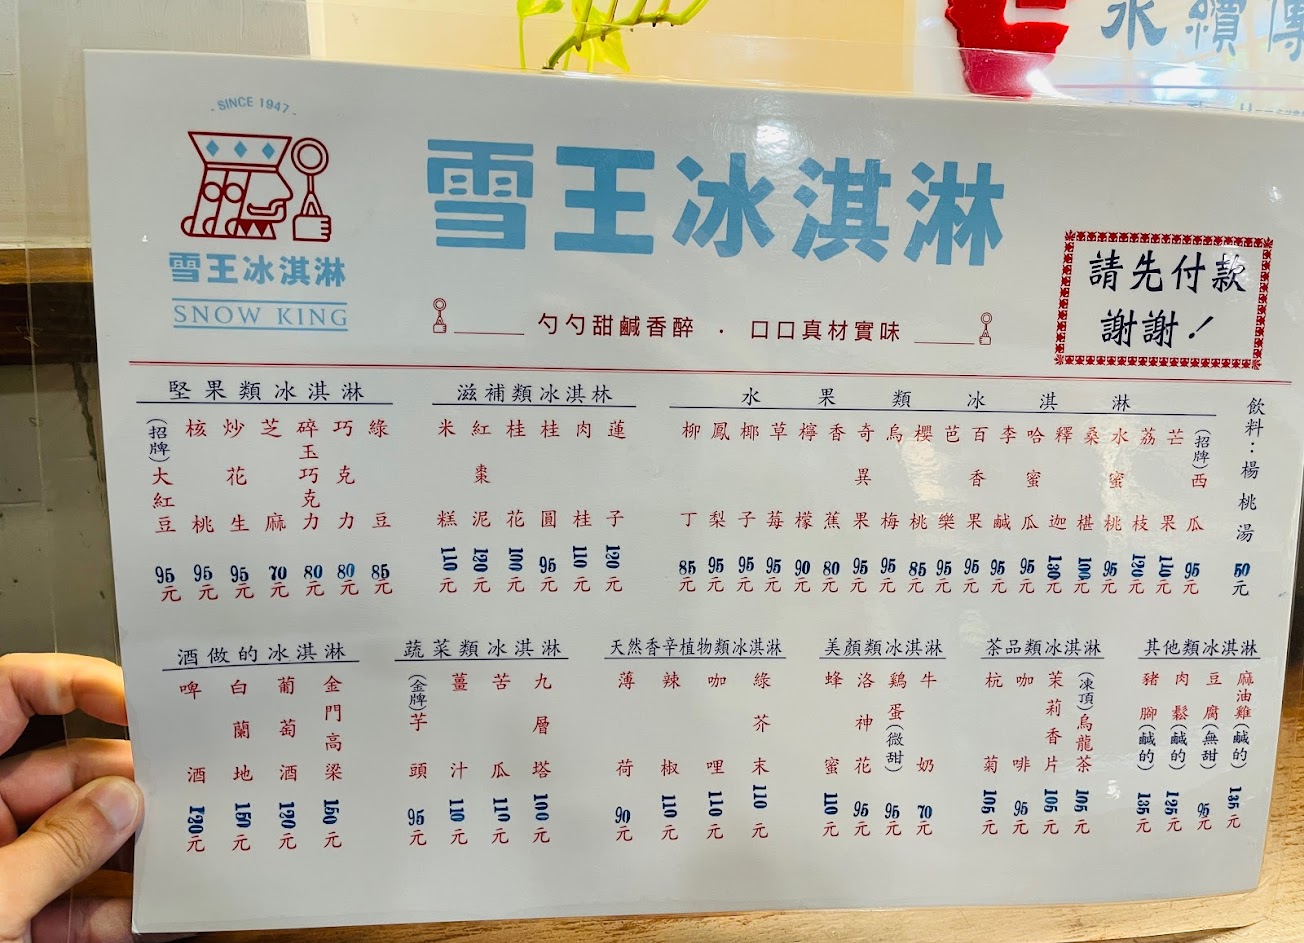 - SINCE 1947 -
雪王冰淇淋
SNOW KING
雪王冰淇淋
勺勺甜鹹香醉 · 口口真材實味
請先付款
謝謝!
永續傳
堅果類冰淇淋
(招牌)大紅豆 95元
核桃 95元
炒花生 95元
芝麻 70元
碎玉巧克力 80元
巧克力 80元
綠豆 85元
滋補類冰淇林
米糕 110元
紅棗泥 120元
桂花 100元
桂圓 95元
肉桂 110元
蓮子 120元
水果類冰淇淋
柳丁 85元
鳳梨 95元
椰子 95元
草莓 95元
檸檬 90元
香蕉 80元
奇異果 95元
烏梅 95元
櫻桃 85元
芭樂 95元
百香果 95元
李鹹 95元
哈蜜瓜 95元
釋迦 130元
桑椹 100元
水蜜桃 95元
荔枝 120元
芒果 110元
(招牌)西瓜 95元
飲料:楊桃湯 50元
酒做的冰淇淋
啤酒 120元
白蘭地 150元
葡萄酒 120元
金門高梁 150元
蔬菜類冰淇淋
(金牌)芋頭 95元
薑汁 110元
苦瓜 110元
九層塔 100元
天然香辛植物類冰淇淋
薄荷 90元
辣椒 110元
咖哩 110元
綠芥末 110元
美顏類冰淇淋
蜂蜜 110元
洛神花 95元
鷄蛋(微甜) 95元
牛奶 70元
茶品類冰淇淋
杭菊 105元
咖啡 95元
茉莉香片 105元
(凍頂)烏龍茶 105元
其他類冰淇淋
豬腳(鹹的) 135元
肉鬆(鹹的) 125元
豆腐(無甜) 95元
麻油雞(鹹的) 135元